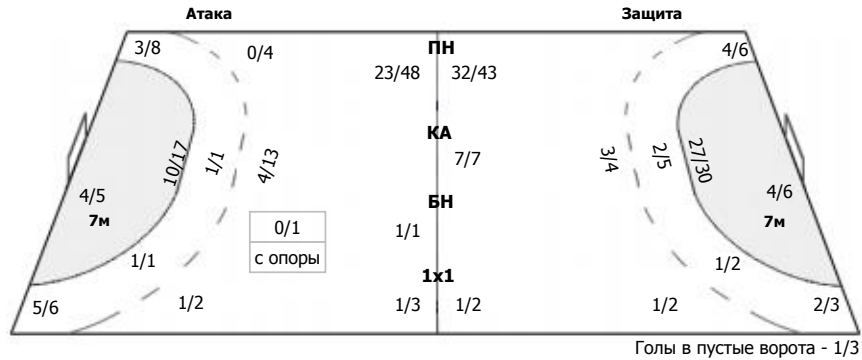 Атака
Защита
3/8
0/4
ПН
4/6
23/48
32/43
КА
7/7
10/17
1/1
4/13
3/4
2/5
27/30
4/5
7м
4/6
7м
БН
0/1
1/1
с опоры
1/1
1/2
1x1
5/6
1/2
1/3
1/2
1/2
2/3
Голы в пустые ворота - 1/3